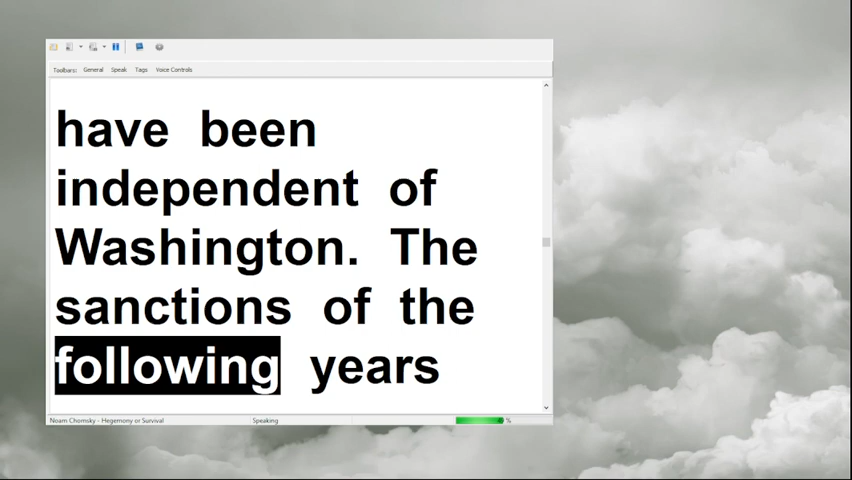 Toolbars: General Speak Tags Voice Controls
have been
independent of
Washington. The
sanctions of the
following years
Noam Chomsky - Hegemony or Survival Speaking %